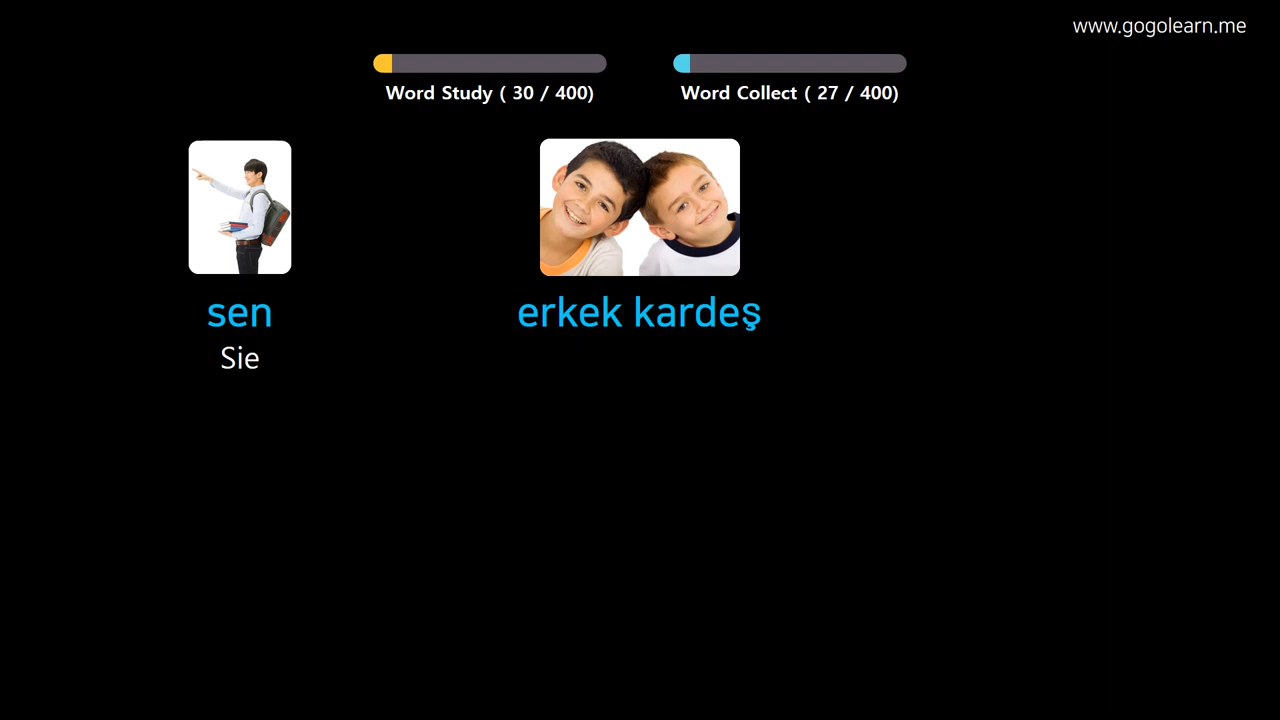 www.gogolearn.me
Word Study ( 30 / 400)
Word Collect ( 27 / 400)
sen
erkek kardeş
Sie